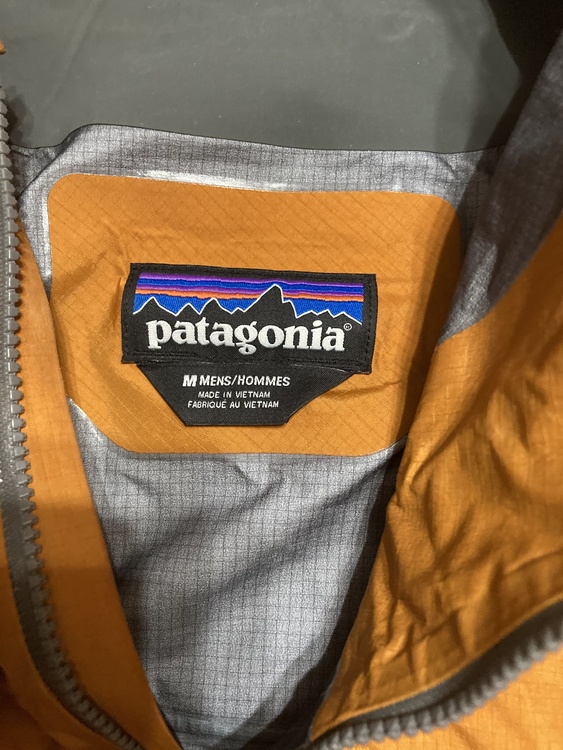 patagonia®
M MENS/HOMMES
MADE IN VIETNAM
FABRIQUÉ AU VIETNAM